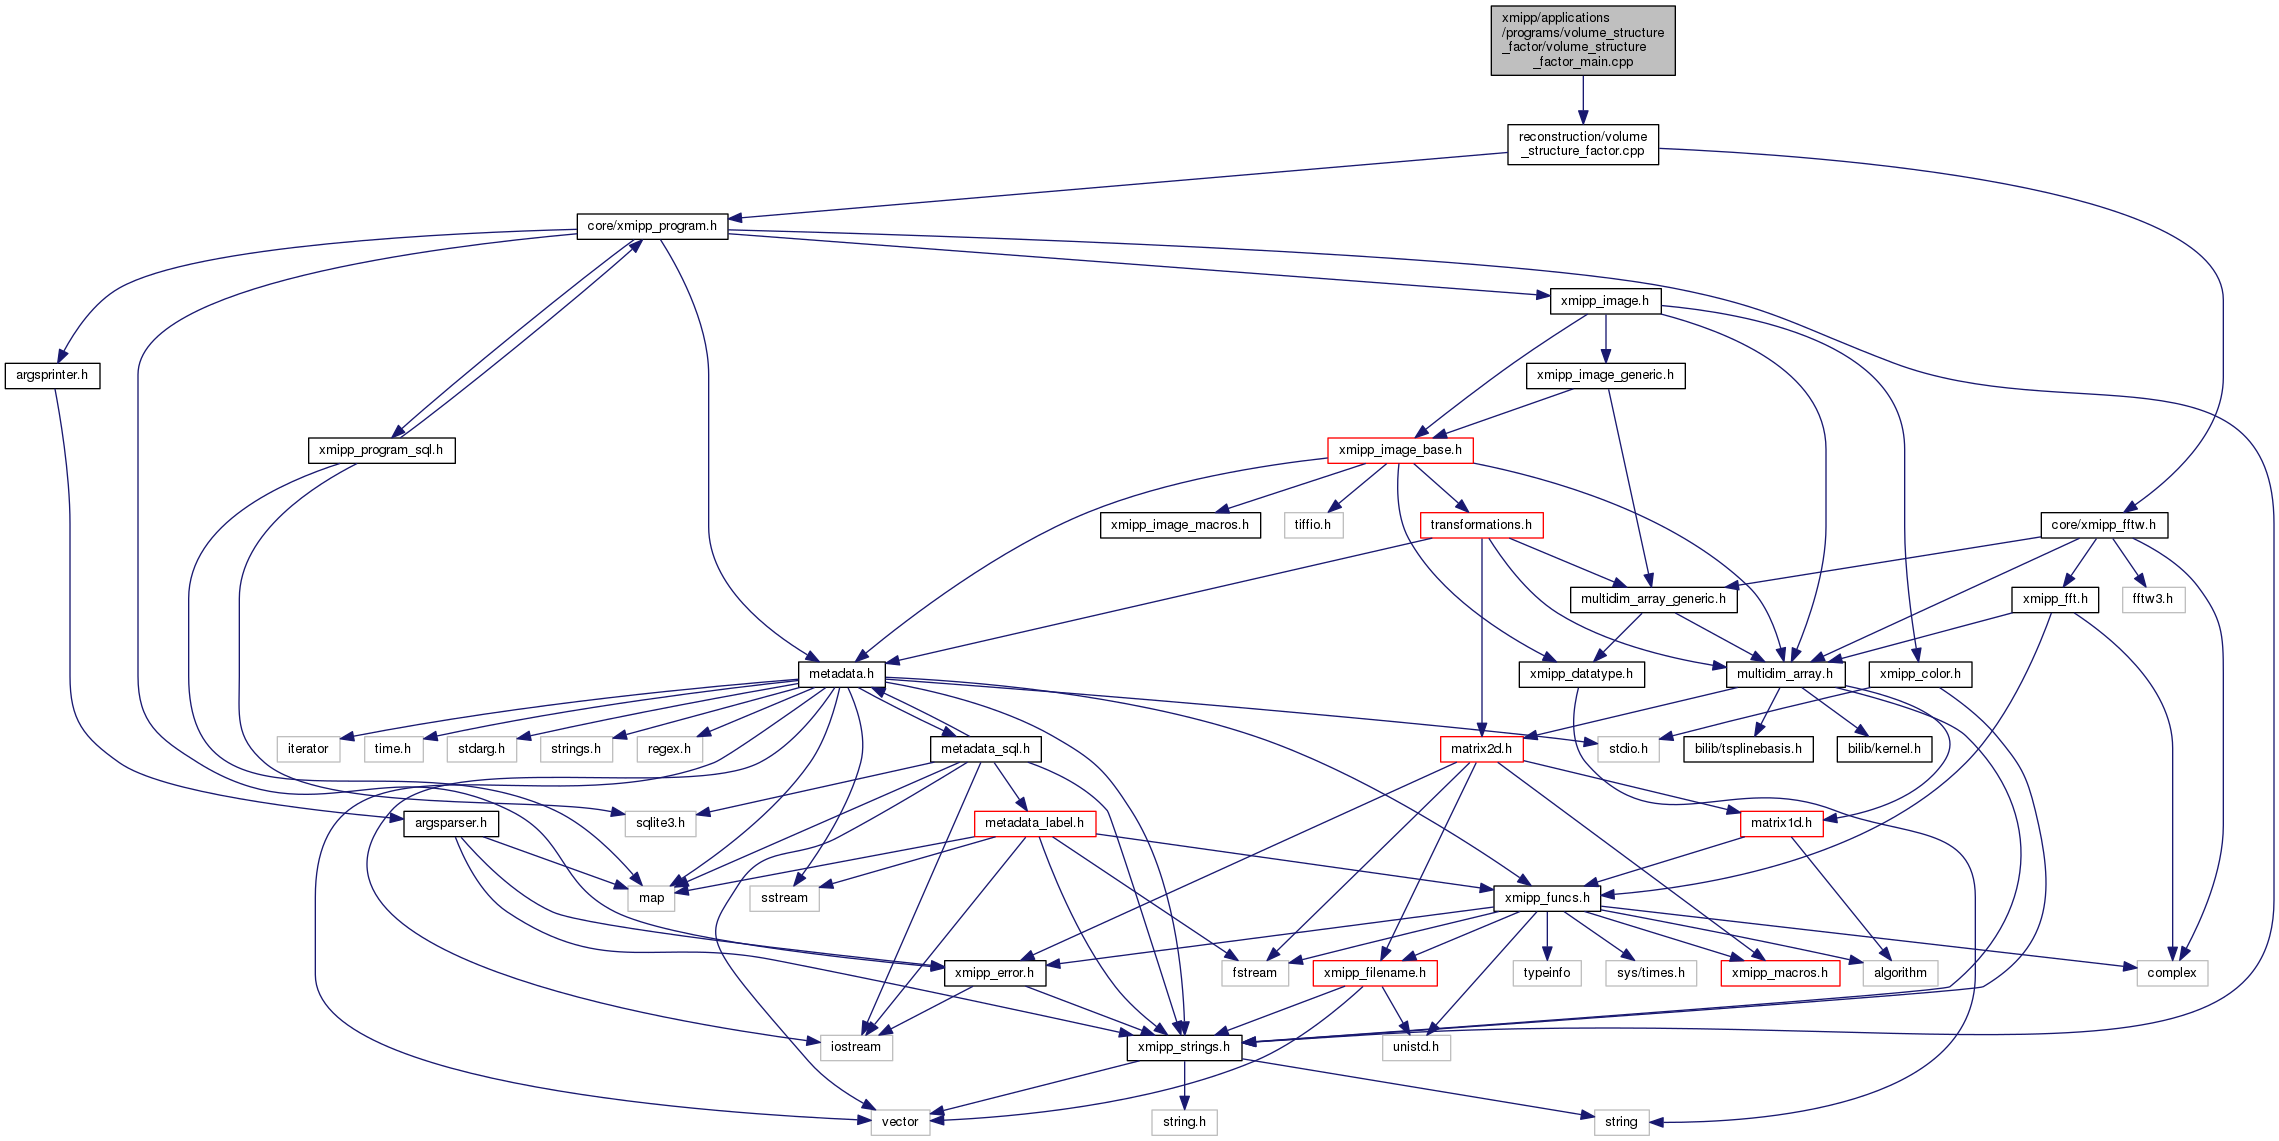 xmipp/applications
/programs/volume_structure
_factor/volume_structure
_factor_main.cpp
reconstruction/volume
_structure_factor.cpp
core/xmipp_program.h
xmipp_image.h
argsprinter.h
xmipp_image_generic.h
xmipp_program_sql.h
xmipp_image_base.h
xmipp_image_macros.h
tiffio.h
transformations.h
core/xmipp_fftw.h
multidim_array_generic.h
xmipp_fft.h
fftw3.h
metadata.h
xmipp_datatype.h
multidim_array.h
xmipp_color.h
iterator
time.h
stdarg.h
strings.h
regex.h
metadata_sql.h
matrix2d.h
stdio.h
bilib/tsplinebasis.h
bilib/kernel.h
argsparser.h
sqlite3.h
metadata_label.h
matrix1d.h
map
sstream
xmipp_funcs.h
xmipp_error.h
fstream
xmipp_filename.h
typeinfo
sys/times.h
xmipp_macros.h
algorithm
complex
iostream
xmipp_strings.h
unistd.h
vector
string.h
string